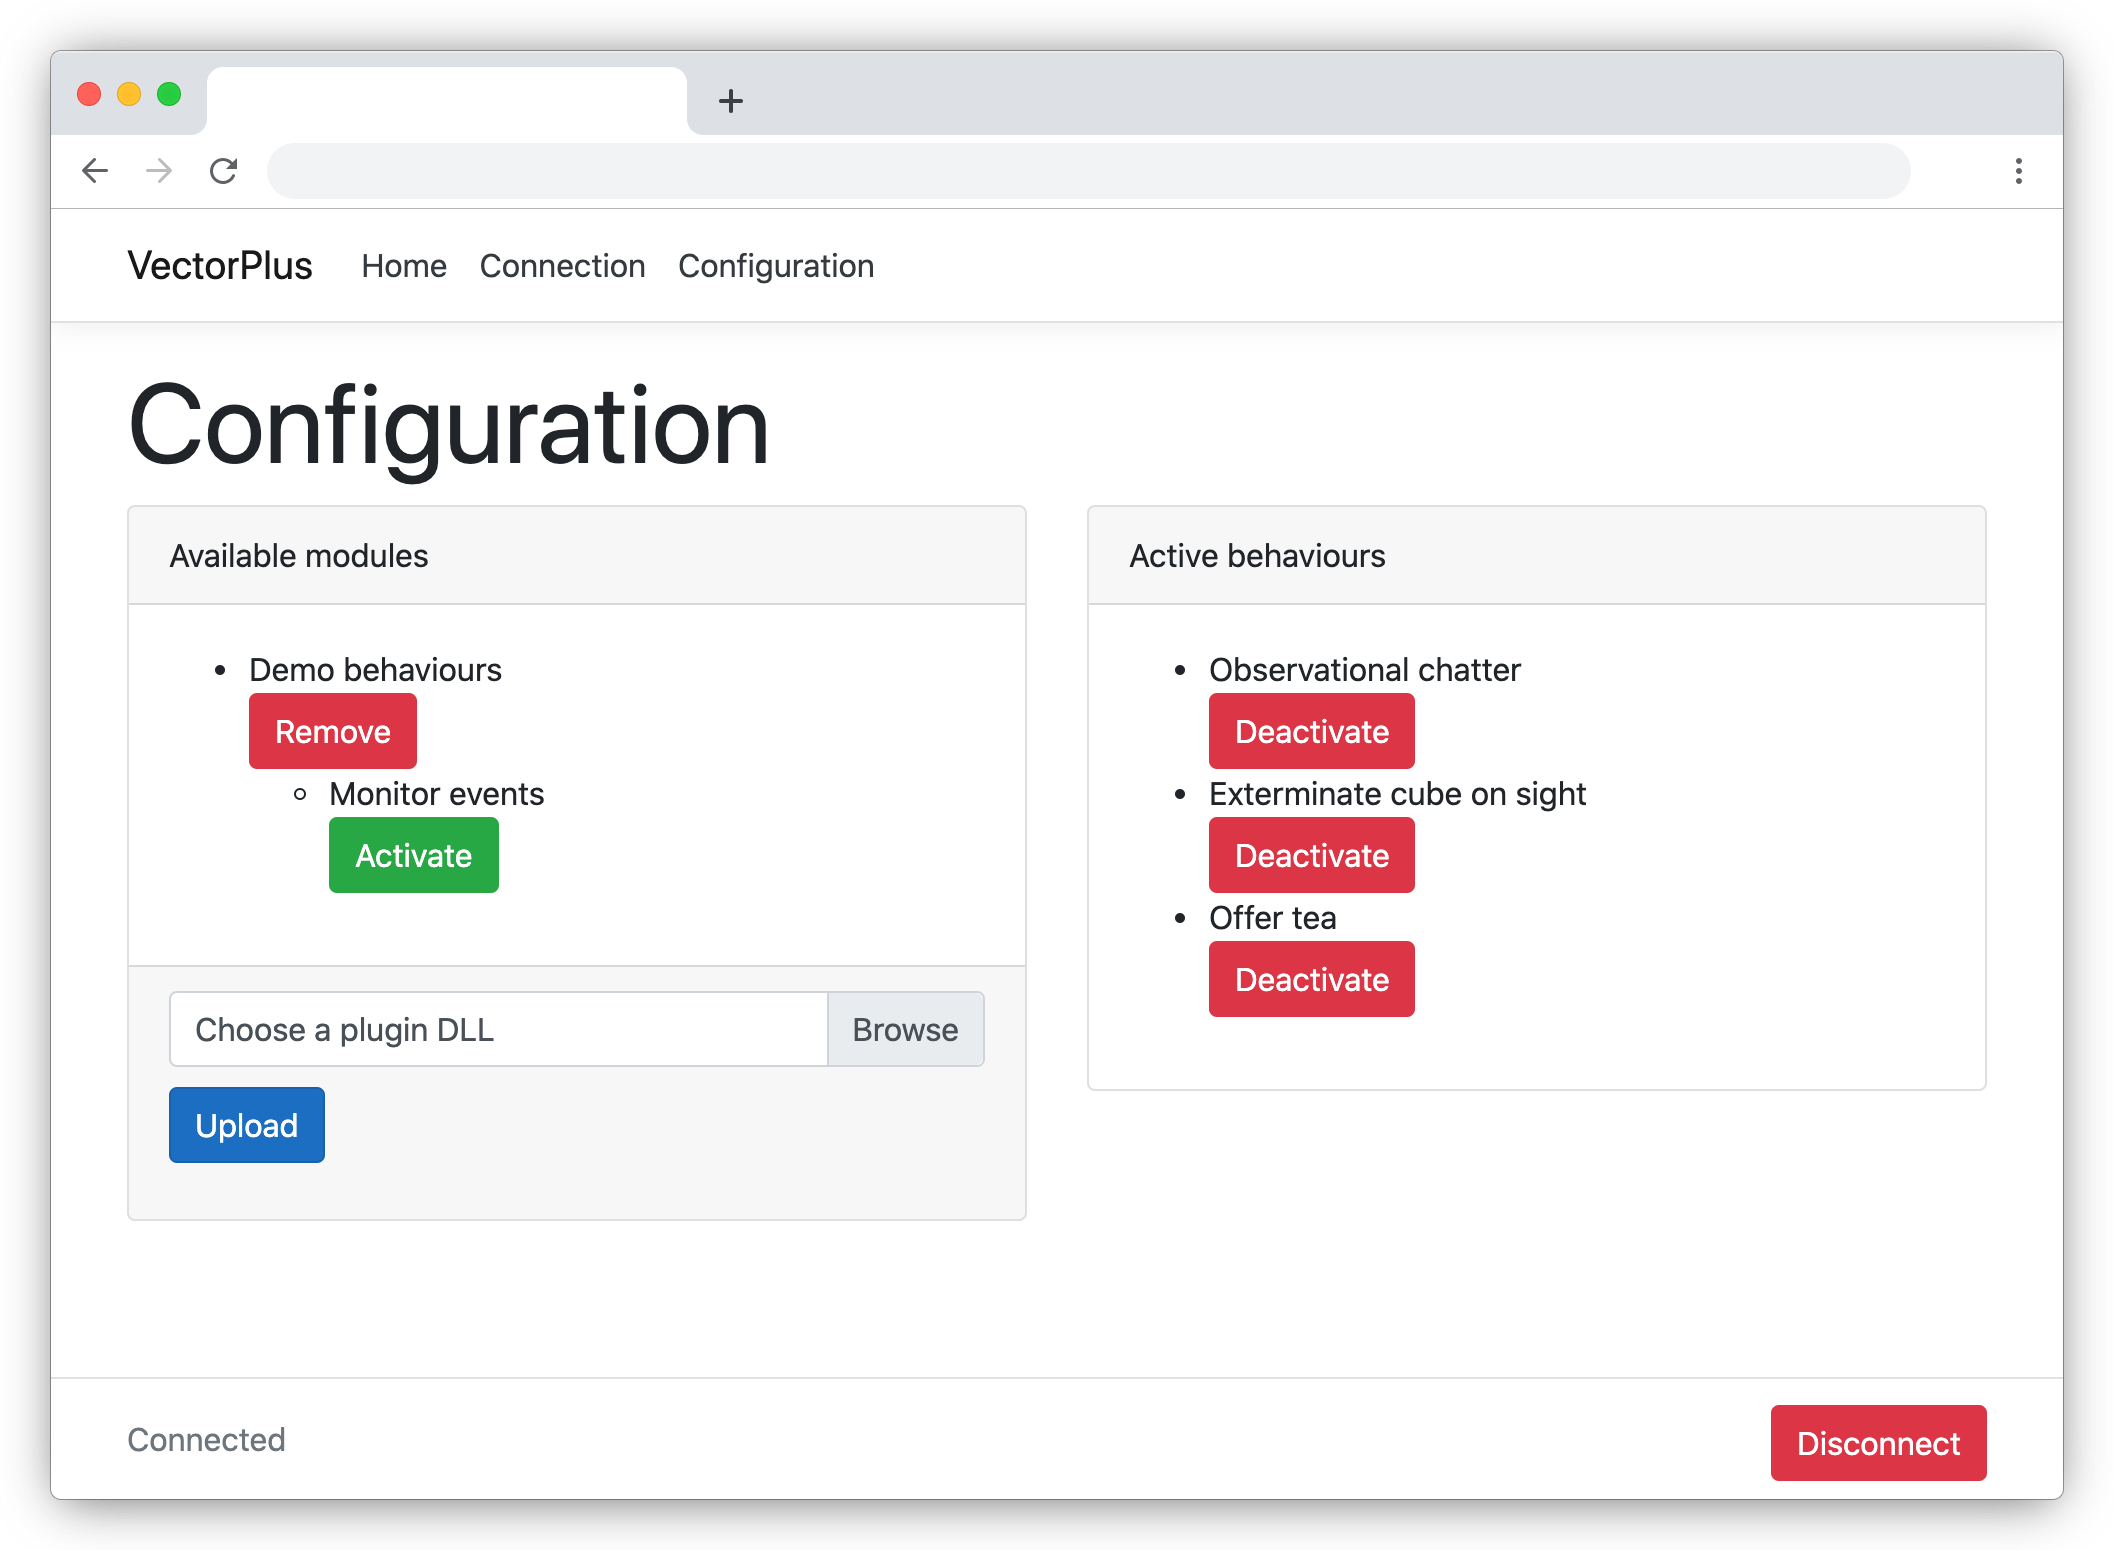 VectorPlus Home Connection Configuration
Configuration
Available modules
Demo behaviours
Remove
Monitor events
Activate
Choose a plugin DLL Browse
Upload
Active behaviours
Observational chatter
Deactivate
Exterminate cube on sight
Deactivate
Offer tea
Deactivate
Connected Disconnect